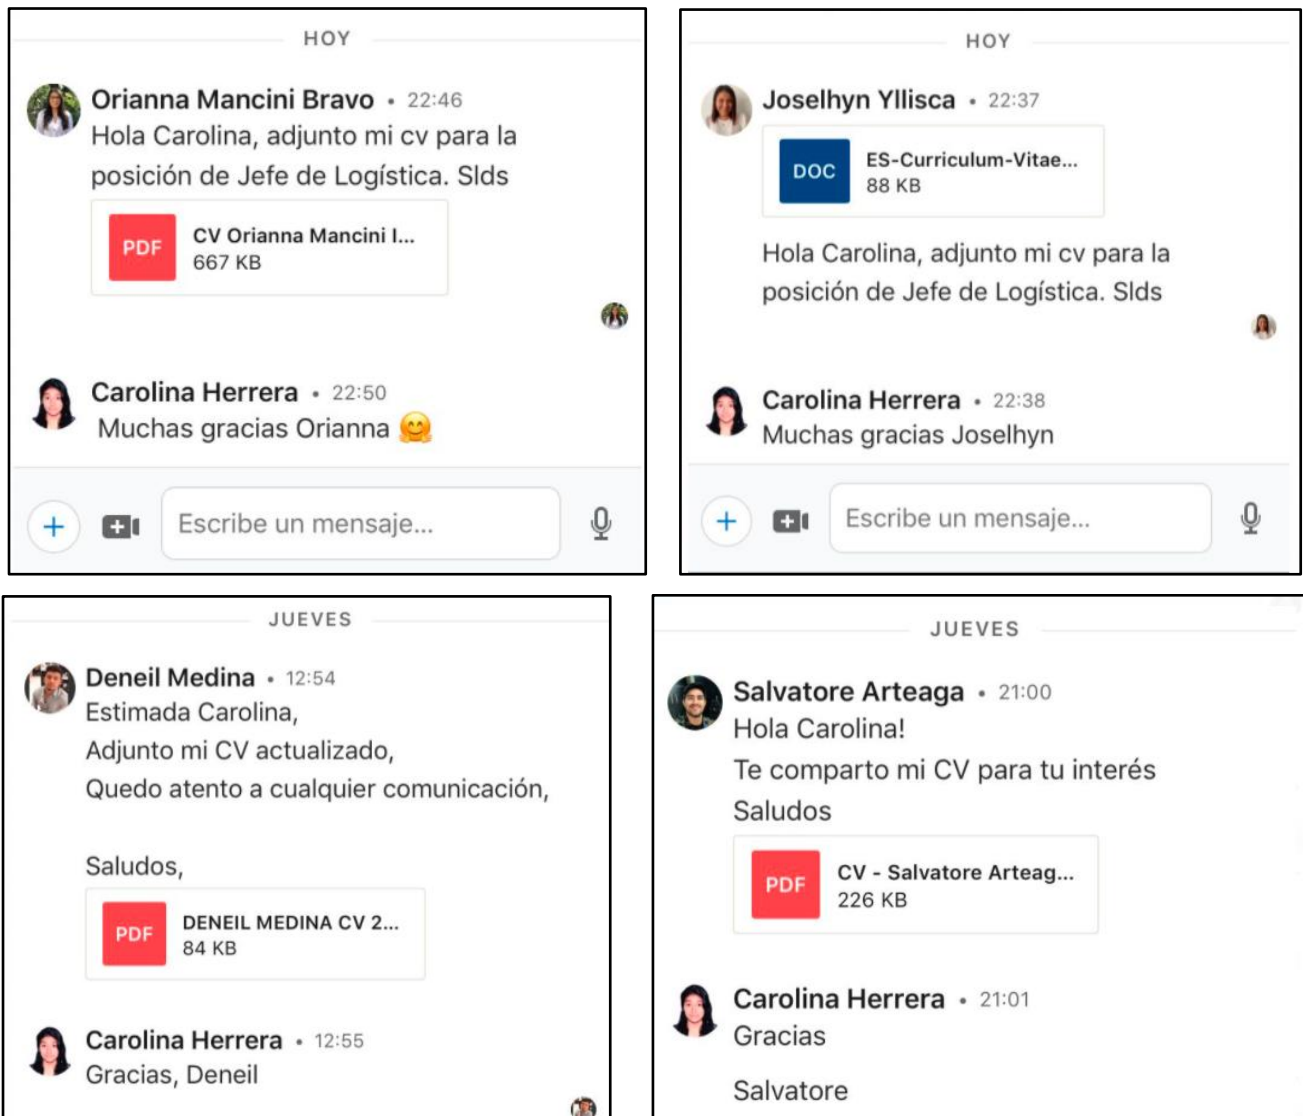 HOY
Orianna Mancini Bravo • 22:46
Hola Carolina, adjunto mi cv para la
posición de Jefe de Logística. Slds
PDF
CV Orianna Mancini I...
667 KB
Carolina Herrera • 22:50
Muchas gracias Orianna 🤗
Escribe un mensaje...
HOY
Joselhyn Yllisca • 22:37
DOC
ES-Curriculum-Vitae...
88 KB
Hola Carolina, adjunto mi cv para la
posición de Jefe de Logística. Slds
Carolina Herrera • 22:38
Muchas gracias Joselhyn
Escribe un mensaje...
JUEVES
Deneil Medina • 12:54
Estimada Carolina,
Adjunto mi CV actualizado,
Quedo atento a cualquier comunicación,
Saludos,
PDF
DENEIL MEDINA CV 2...
84 KB
Carolina Herrera • 12:55
Gracias, Deneil
JUEVES
Salvatore Arteaga • 21:00
Hola Carolina!
Te comparto mi CV para tu interés
Saludos
PDF
CV - Salvatore Arteag...
226 KB
Carolina Herrera • 21:01
Gracias
Salvatore